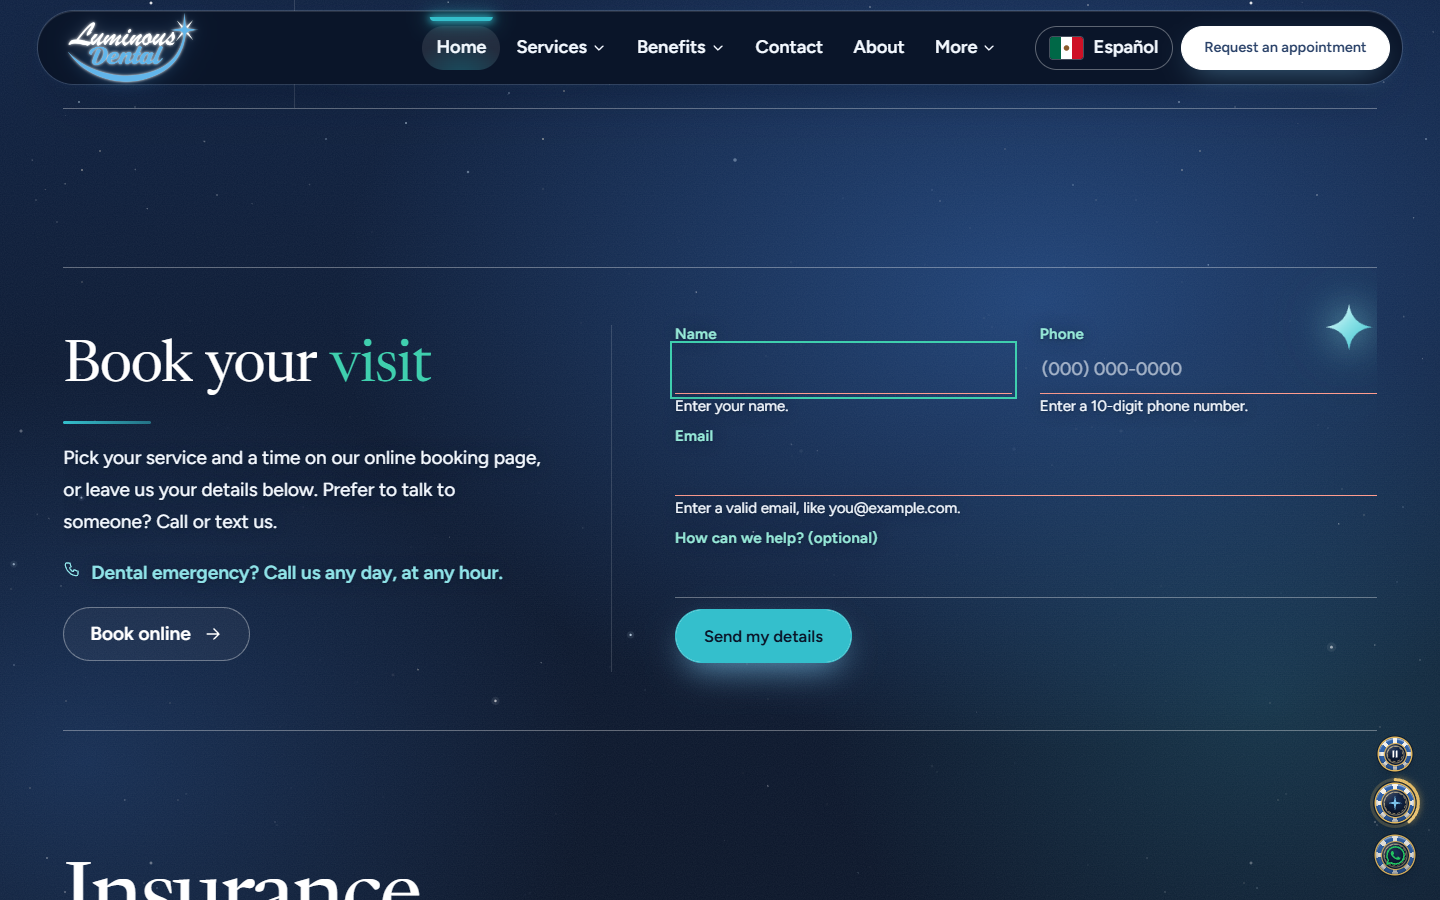 Luminous
Dental
Home
Services
Benefits
Contact
About
More
Español
Request an appointment
Book your visit
Pick your service and a time on our online booking page,
or leave us your details below. Prefer to talk to
someone? Call or text us.
Dental emergency? Call us any day, at any hour.
Book online
Name
Enter your name.
Phone
(000) 000-0000
Enter a 10-digit phone number.
Email
Enter a valid email, like you@example.com.
How can we help? (optional)
Send my details
Insurance